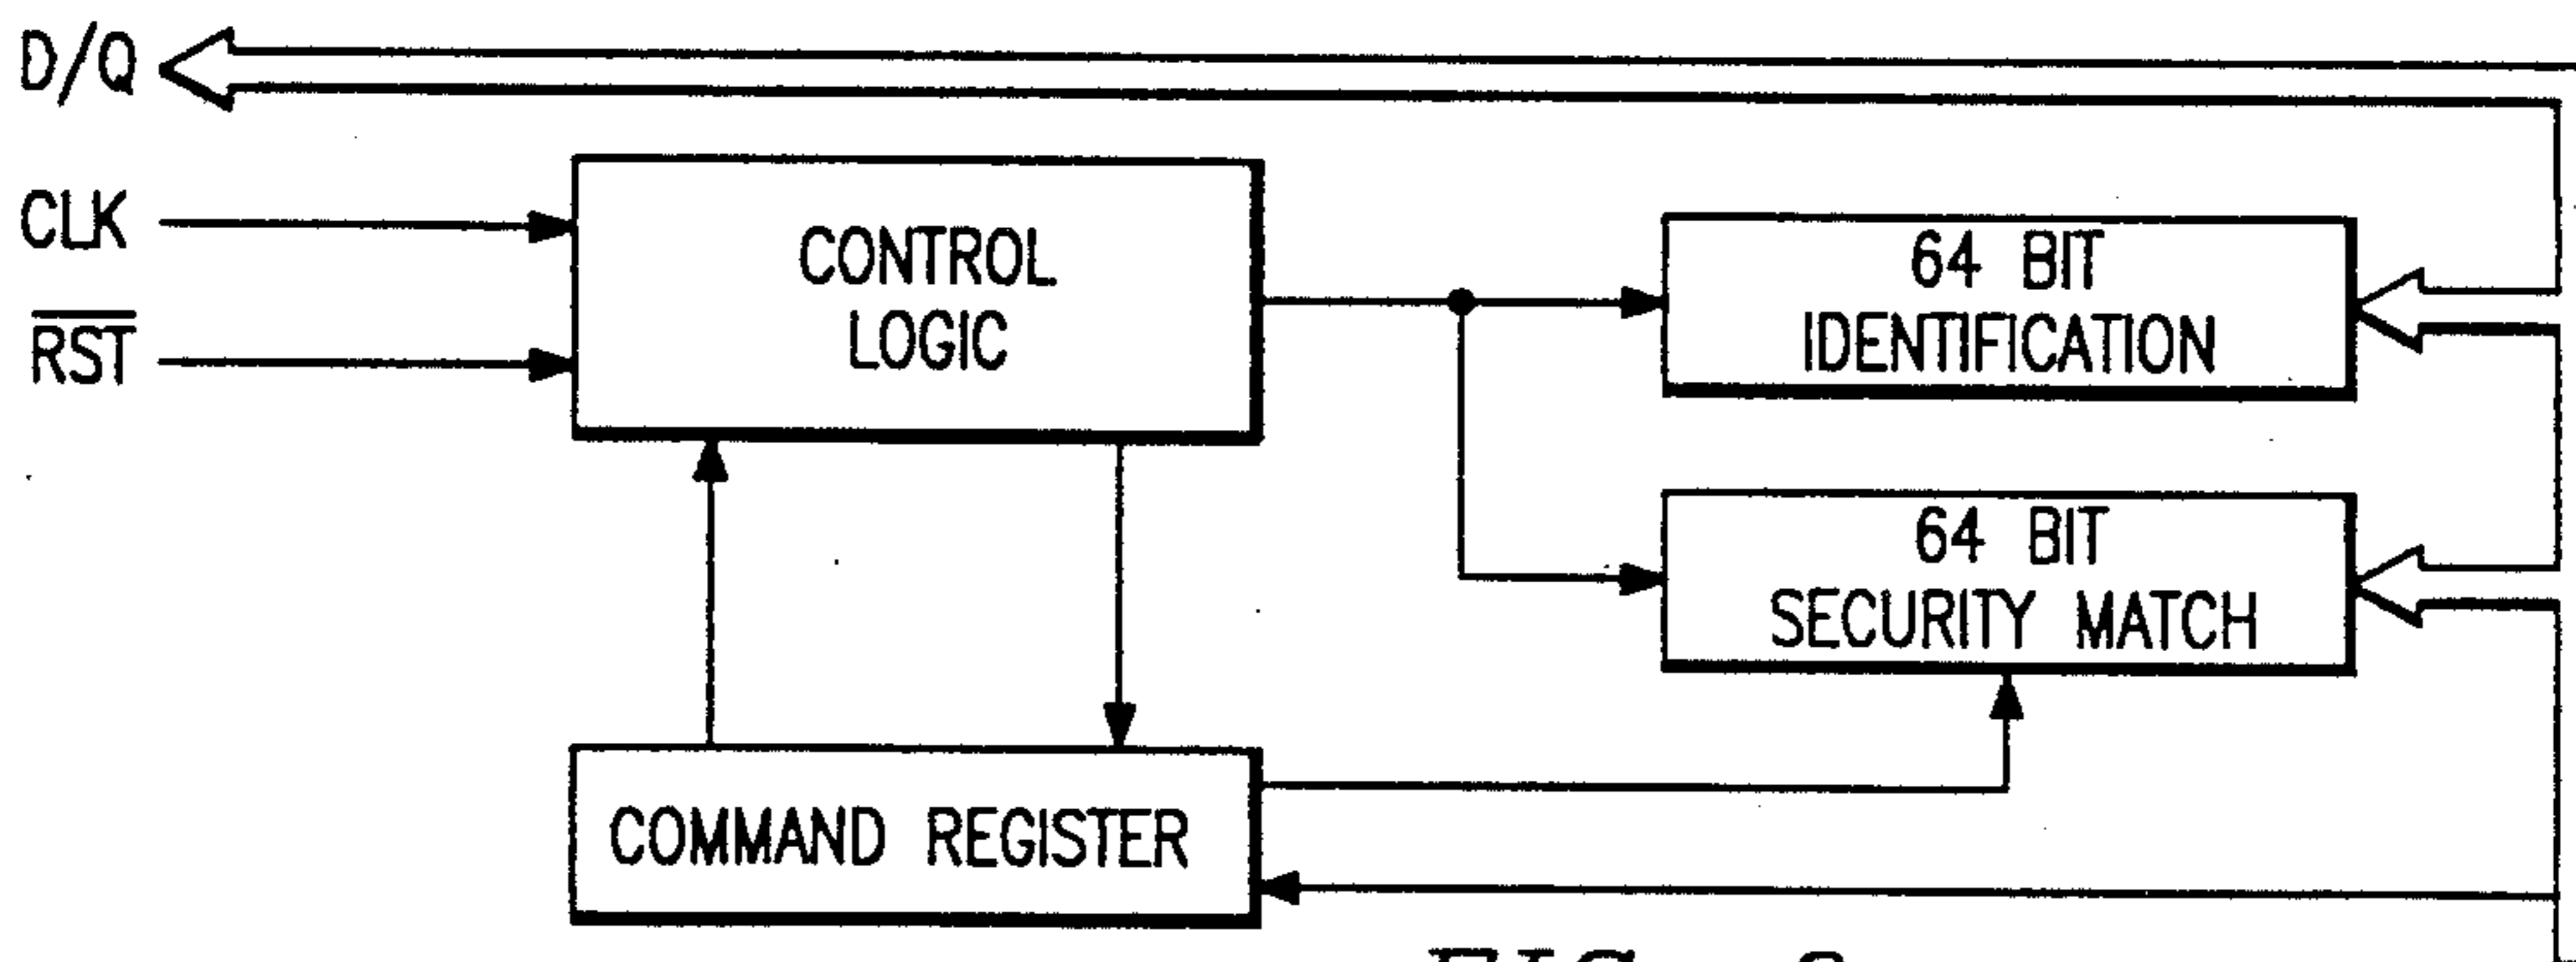 D/Q
CLK
RST
CONTROL
LOGIC
64 BIT
IDENTIFICATION
64 BIT
SECURITY MATCH
COMMAND REGISTER